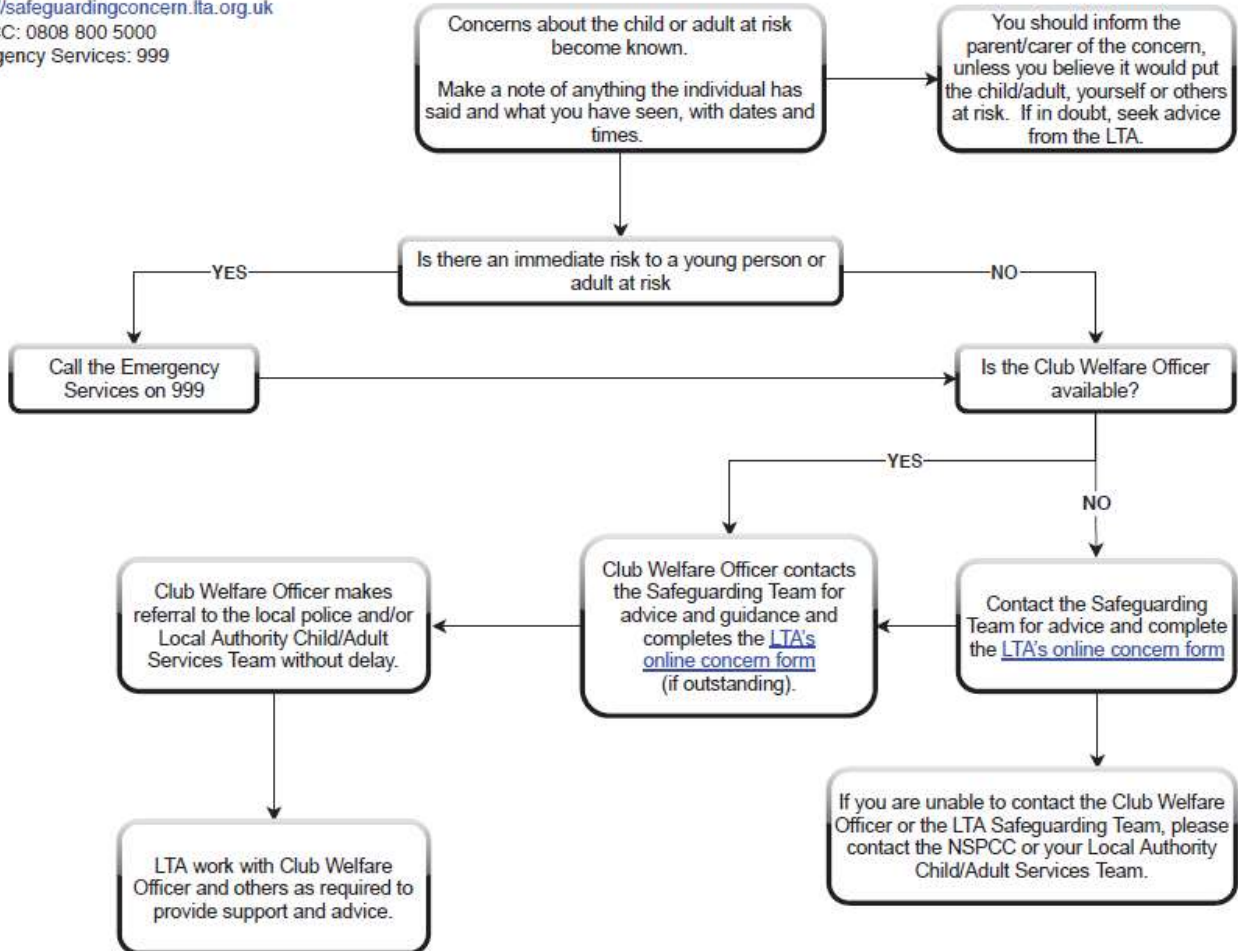 /safeguardingconcern.lta.org.uk
C: 0808 800 5000
gency Services: 999
Concerns about the child or adult at risk
become known.
Make a note of anything the individual has
said and what you have seen, with dates and
times.
You should inform the
parent/carer of the concern,
unless you believe it would put
the child/adult, yourself or others
at risk. If in doubt, seek advice
from the LTA.
Is there an immediate risk to a young person or
adult at risk
YES
NO
Call the Emergency
Services on 999
Is the Club Welfare Officer
available?
YES
NO
Club Welfare Officer makes
referral to the local police and/or
Local Authority Child/Adult
Services Team without delay.
Club Welfare Officer contacts
the Safeguarding Team for
advice and guidance and
completes the LTA's
online concern form
(if outstanding).
Contact the Safeguarding
Team for advice and complete
the LTA's online concern form
If you are unable to contact the Club Welfare
Officer or the LTA Safeguarding Team, please
contact the NSPCC or your Local Authority
Child/Adult Services Team.
LTA work with Club Welfare
Officer and others as required to
provide support and advice.